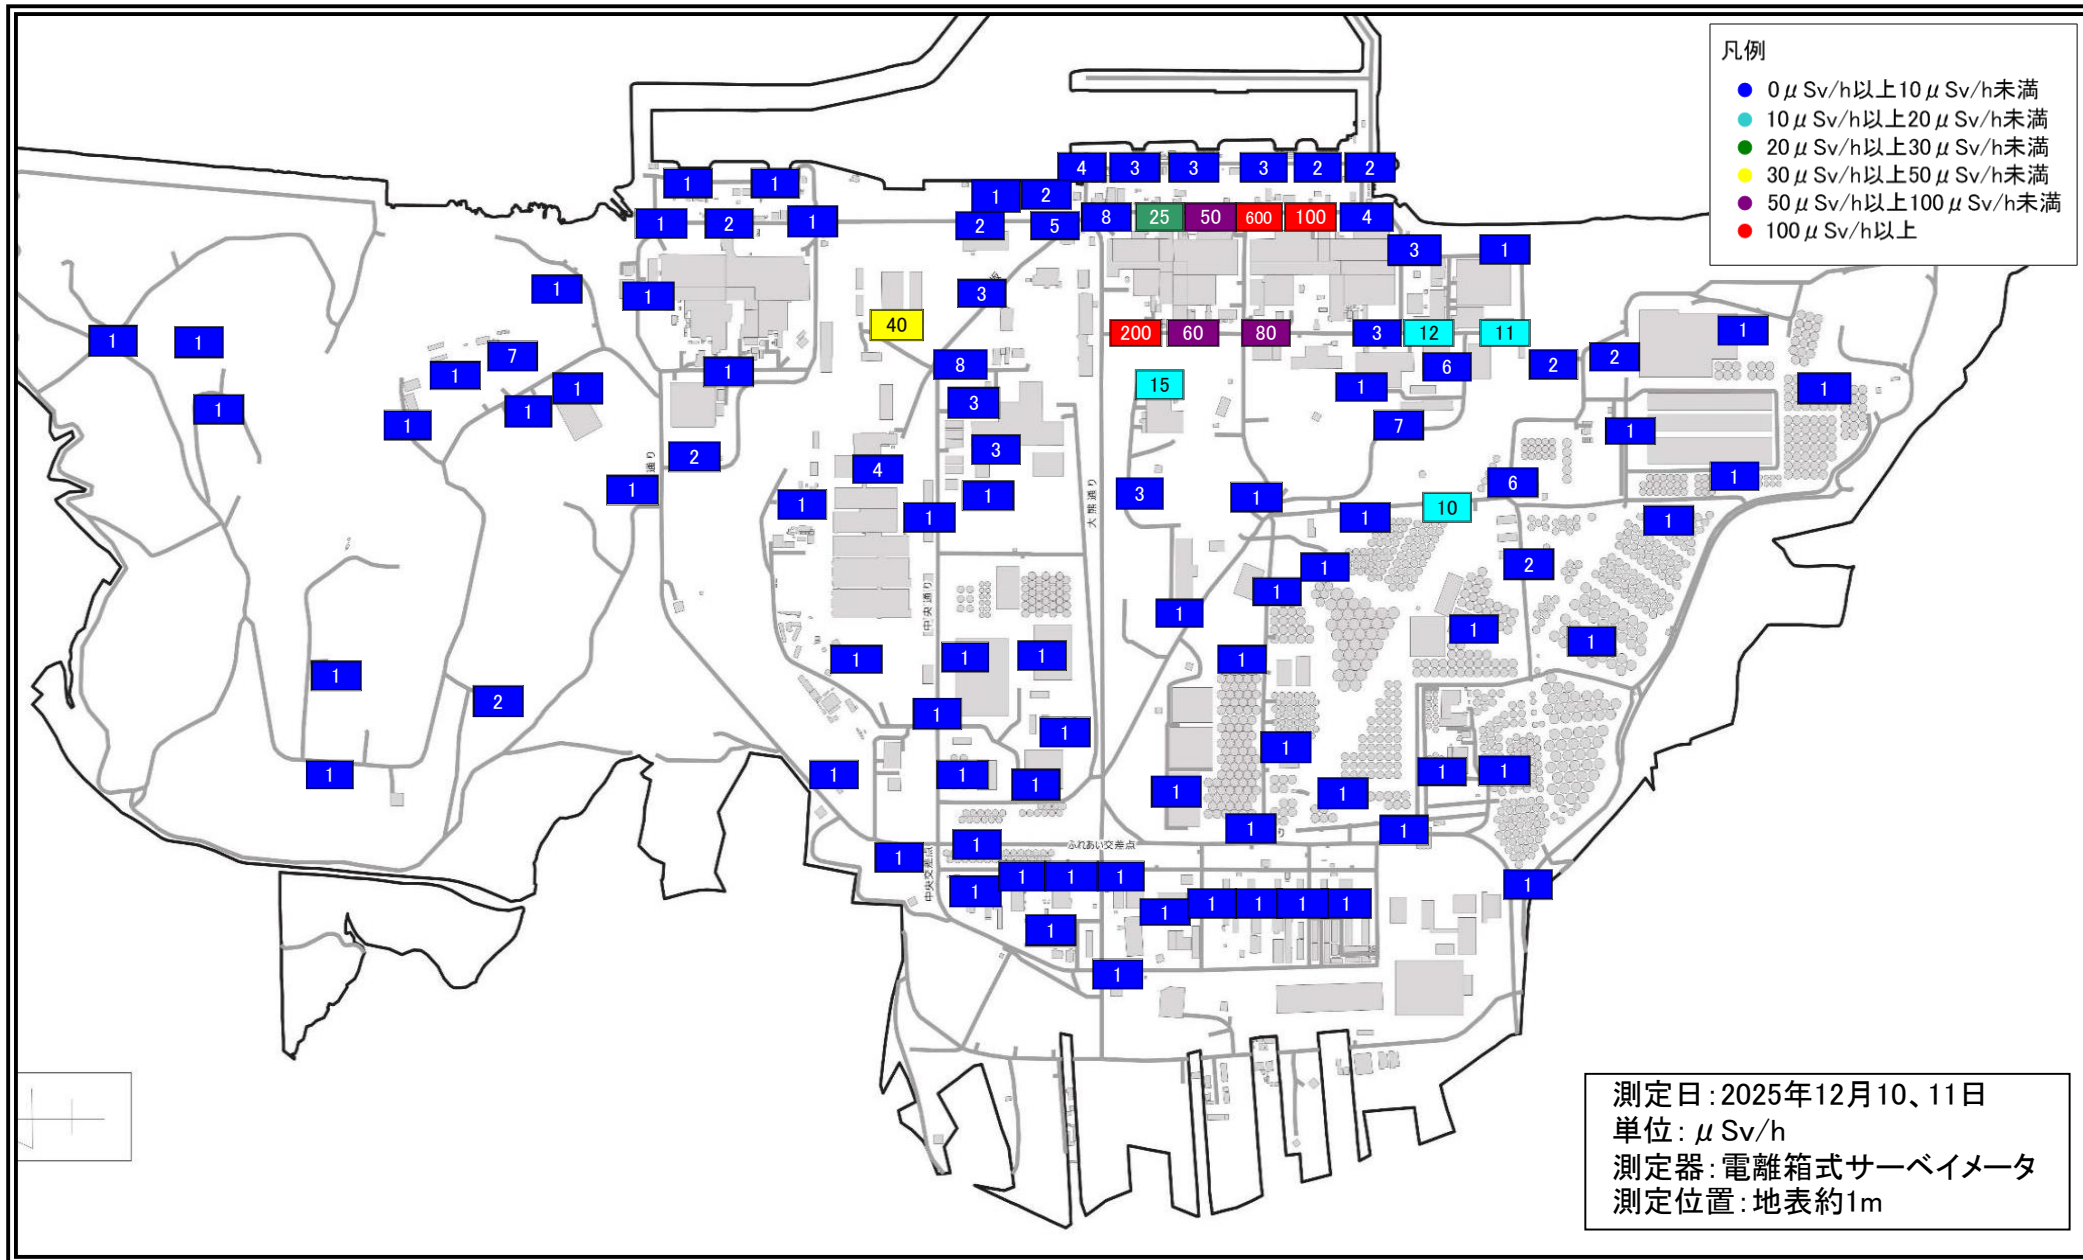 凡例
0μSv/h以上10μSv/h未満
10μSv/h以上20μSv/h未満
20μSv/h以上30μSv/h未満
30μSv/h以上50μSv/h未満
50μSv/h以上100μSv/h未満
100μSv/h以上
4 3 3 3 2 2
1 1 1 2
1 2 1 2 5 8 25 50 600 100 4
3 1
1 1 3
40 200 60 80 3 12 11 1
1 1 7 1 1 8 6 2 2
1 1 3 15 1 1
1 1 7 1
2 4 3 1
通り
1 1 1 1 3 1 6
大熊通り
1 1 10 1
1 1 2
中央通り
1 1 1
1 1 1 1
1 2 1
1 1
1 1 1 1 1 1 1 1
1 1 り
ふれあい交差点
1 1
中央交差点
1 1 1 1 1
1 1 1 1 1
1
1
測定日:2025年12月10、11日
単位:μSv/h
測定器:電離箱式サーベイメータ
測定位置:地表約1m